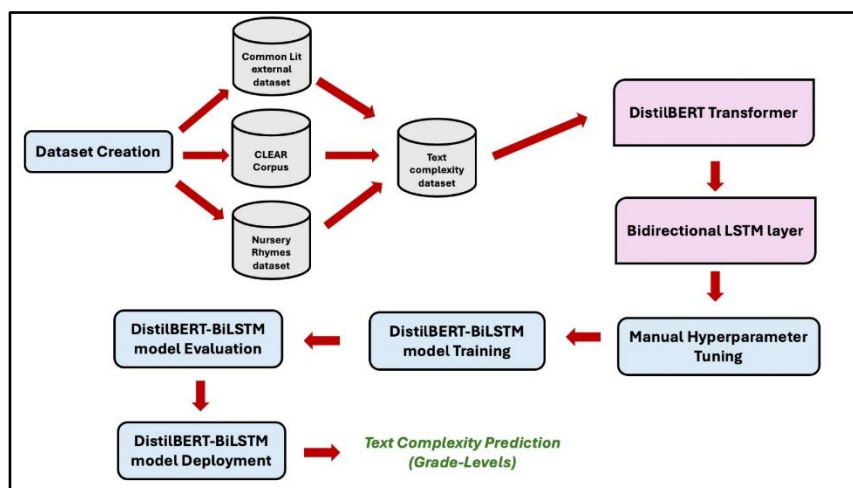 Common Lit
external
dataset
Dataset Creation
CLEAR
Corpus
Nursery
Rhymes
dataset
Text
complexity
dataset
DistilBERT Transformer
Bidirectional LSTM layer
Manual Hyperparameter
Tuning
DistilBERT-BiLSTM
model Training
DistilBERT-BiLSTM
model Evaluation
DistilBERT-BiLSTM
model Deployment
Text Complexity Prediction
(Grade-Levels)